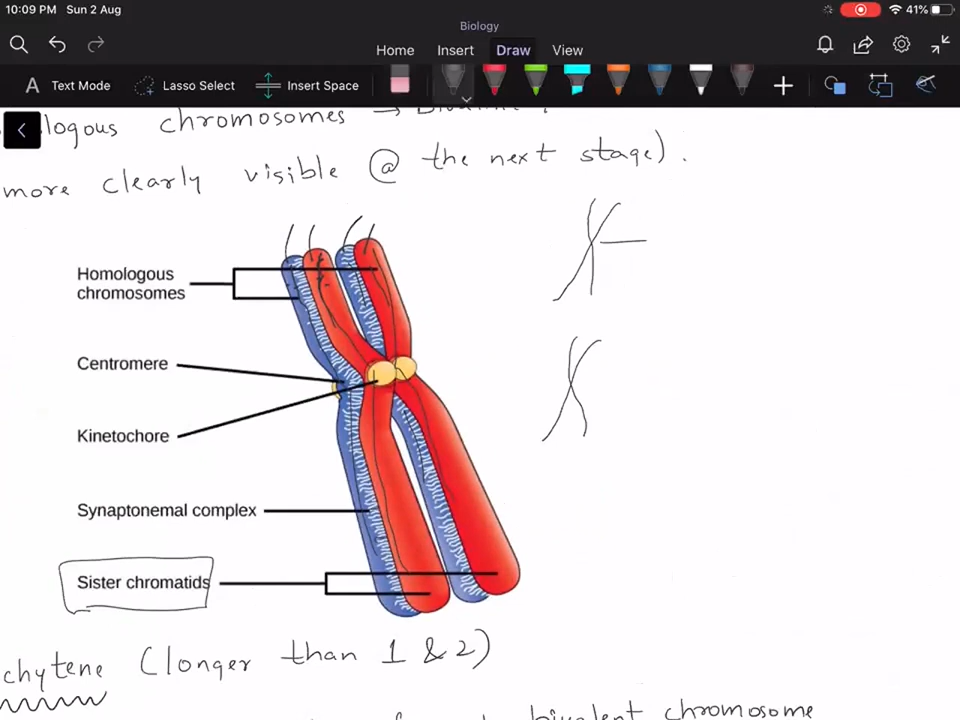 10:09 PM Sun 2 Aug
41%
Biology
Home Insert Draw View
A Text Mode Lasso Select Insert Space
logous chromosomes →
more clearly visible @ the next stage).
Homologous
chromosomes
Centromere
Kinetochore
Synaptonemal complex
Sister chromatids
chytene (longer than 1 & 2)
bivalent chromosome